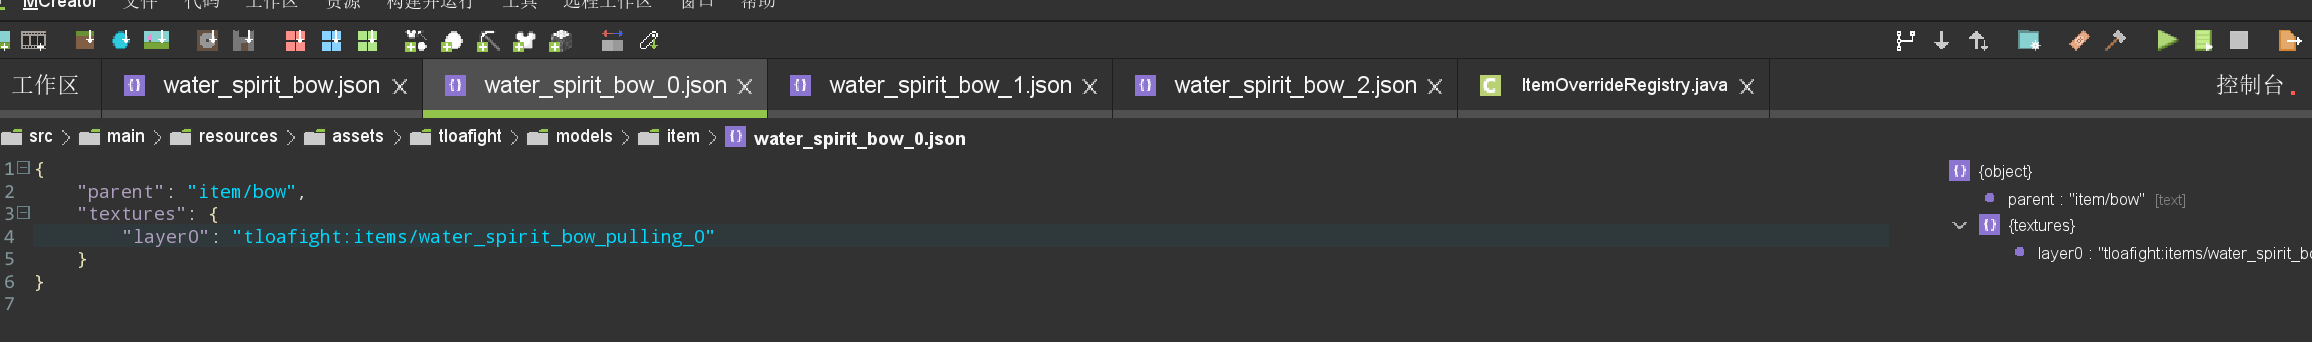 MCreator 文件 代码 工作区 资源 构建并运行 工具 远程工作区 窗口 帮助
工作区 {} water_spirit_bow.json {} water_spirit_bow_0.json {} water_spirit_bow_1.json {} water_spirit_bow_2.json C ItemOverrideRegistry.java 控制台
src main resources assets tloafight models item {} water_spirit_bow_0.json
1 {
2 "parent": "item/bow",
3 "textures": {
4 "layer0": "tloafight:items/water_spirit_bow_pulling_0"
5 }
6 }
7
{} {object}
parent : "item/bow" [text]
{} {textures}
layer0 : "tloafight:items/water_spirit_bo